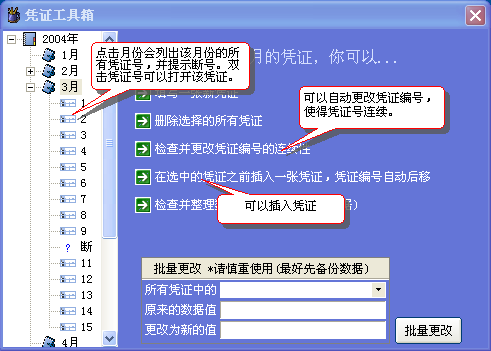 凭证工具箱
2004年
1月
2月
3月
1
2
3
4
5
6
7
8
9
断
11
12
13
14
15
4月
点击月份会列出该月份的所
有凭证号，并提示断号。双
击凭证号可以打开该凭证。
月的凭证，你可以...
可以自动更改凭证编号，
使得凭证号连续。
删除选择的所有凭证
检查并更改凭证编号的连续性
在选中的凭证之前插入一张凭证，凭证编号自动后移
检查并整理
可以插入凭证
批量更改 *请慎重使用(最好先备份数据)
所有凭证中的
原来的数据值
更改为新的值
批量更改